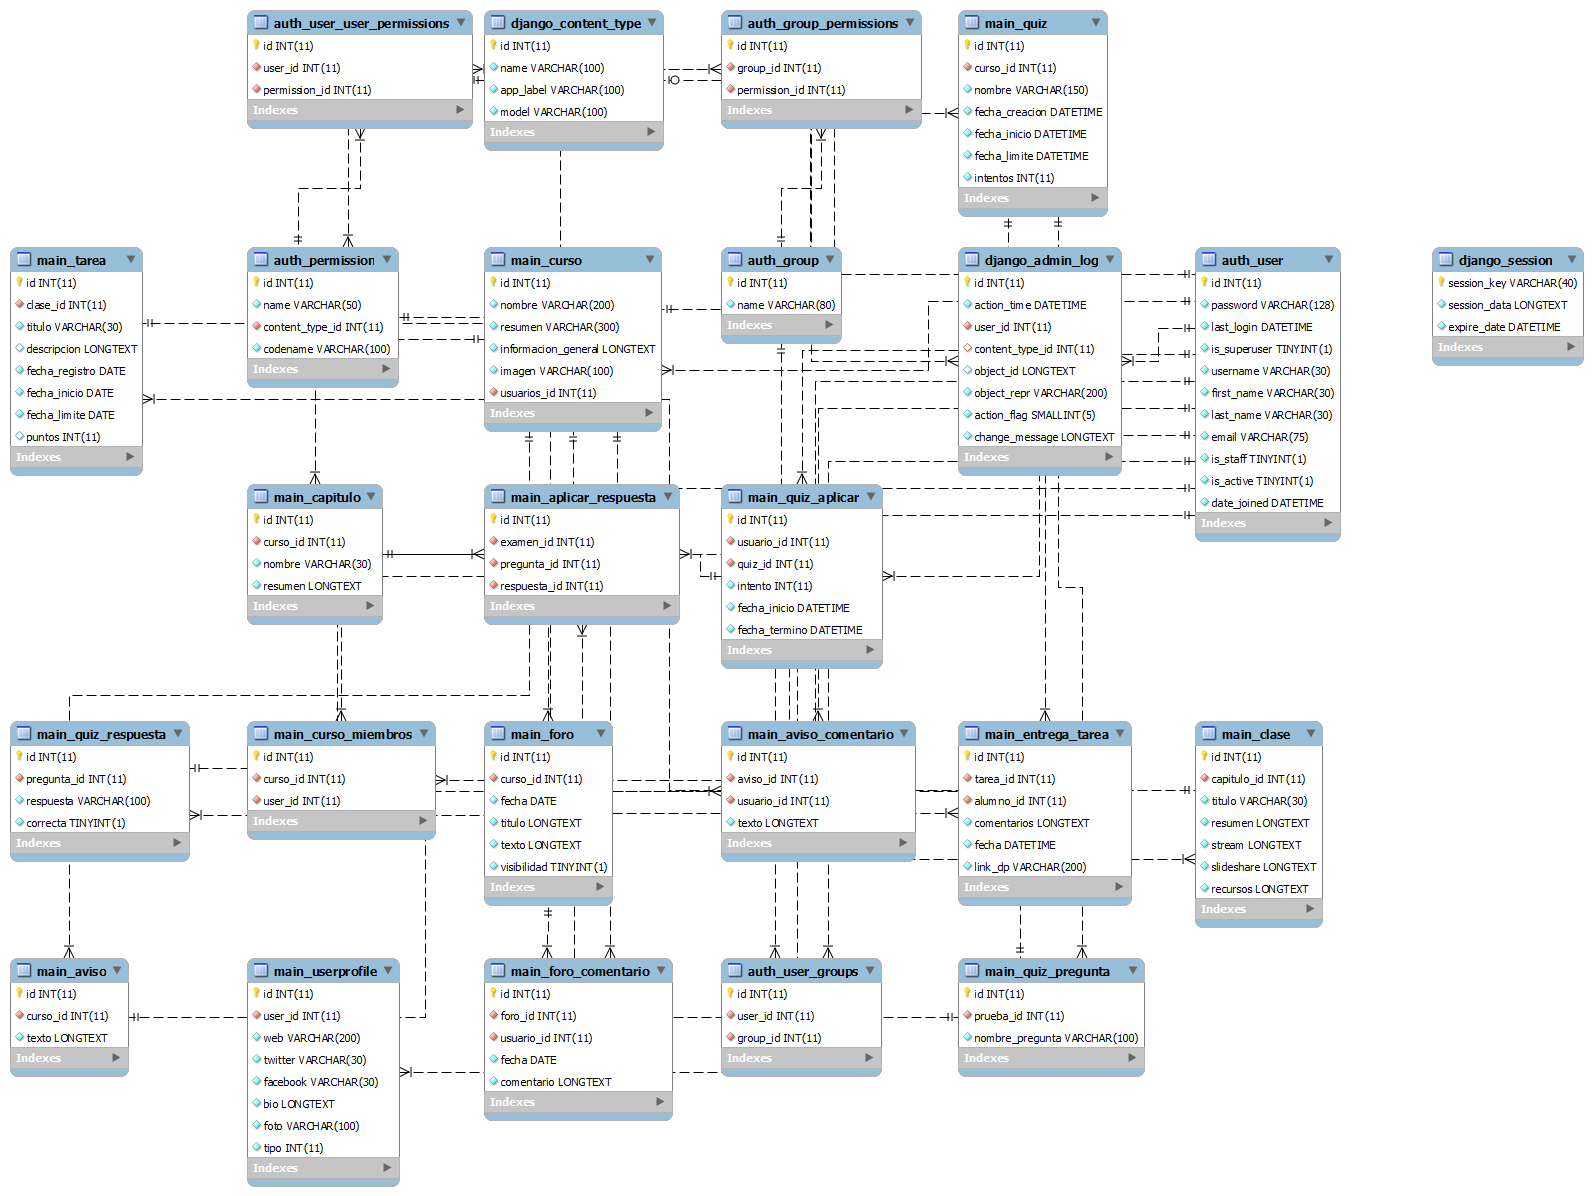 auth_user_user_permissions
id INT(11)
user_id INT(11)
permission_id INT(11)
Indexes
django_content_type
id INT(11)
name VARCHAR(100)
app_label VARCHAR(100)
model VARCHAR(100)
Indexes
auth_group_permissions
id INT(11)
group_id INT(11)
permission_id INT(11)
Indexes
main_quiz
id INT(11)
curso_id INT(11)
nombre VARCHAR(150)
fecha_creacion DATETIME
fecha_inicio DATETIME
fecha_limite DATETIME
intentos INT(11)
Indexes
main_tarea
id INT(11)
clase_id INT(11)
titulo VARCHAR(30)
descripcion LONGTEXT
fecha_registro DATE
fecha_inicio DATE
fecha_limite DATE
puntos INT(11)
Indexes
auth_permission
id INT(11)
name VARCHAR(50)
content_type_id INT(11)
codename VARCHAR(100)
Indexes
main_curso
id INT(11)
nombre VARCHAR(200)
resumen VARCHAR(300)
informacion_general LONGTEXT
imagen VARCHAR(100)
usuarios_id INT(11)
Indexes
auth_group
id INT(11)
name VARCHAR(80)
Indexes
django_admin_log
id INT(11)
action_time DATETIME
user_id INT(11)
content_type_id INT(11)
object_id LONGTEXT
object_repr VARCHAR(200)
action_flag SMALLINT(5)
change_message LONGTEXT
Indexes
auth_user
id INT(11)
password VARCHAR(128)
last_login DATETIME
is_superuser TINYINT(1)
username VARCHAR(30)
first_name VARCHAR(30)
last_name VARCHAR(30)
email VARCHAR(75)
is_staff TINYINT(1)
is_active TINYINT(1)
date_joined DATETIME
Indexes
django_session
session_key VARCHAR(40)
session_data LONGTEXT
expire_date DATETIME
Indexes
main_capitulo
id INT(11)
curso_id INT(11)
nombre VARCHAR(30)
resumen LONGTEXT
Indexes
main_aplicar_respuesta
id INT(11)
examen_id INT(11)
pregunta_id INT(11)
respuesta_id INT(11)
Indexes
main_quiz_aplicar
id INT(11)
usuario_id INT(11)
quiz_id INT(11)
intento INT(11)
fecha_inicio DATETIME
fecha_termino DATETIME
Indexes
main_quiz_respuesta
id INT(11)
pregunta_id INT(11)
respuesta VARCHAR(100)
correcta TINYINT(1)
Indexes
main_curso_miembros
id INT(11)
curso_id INT(11)
user_id INT(11)
Indexes
main_foro
id INT(11)
curso_id INT(11)
fecha DATE
titulo LONGTEXT
texto LONGTEXT
visibilidad TINYINT(1)
Indexes
main_aviso_comentario
id INT(11)
aviso_id INT(11)
usuario_id INT(11)
texto LONGTEXT
Indexes
main_entrega_tarea
id INT(11)
tarea_id INT(11)
alumno_id INT(11)
comentarios LONGTEXT
fecha DATETIME
link_dp VARCHAR(200)
Indexes
main_clase
id INT(11)
capitulo_id INT(11)
titulo VARCHAR(30)
resumen LONGTEXT
stream LONGTEXT
slideshare LONGTEXT
recursos LONGTEXT
Indexes
main_aviso
id INT(11)
curso_id INT(11)
texto LONGTEXT
Indexes
main_userprofile
id INT(11)
user_id INT(11)
web VARCHAR(200)
twitter VARCHAR(30)
facebook VARCHAR(30)
bio LONGTEXT
foto VARCHAR(100)
tipo INT(11)
Indexes
main_foro_comentario
id INT(11)
foro_id INT(11)
usuario_id INT(11)
fecha DATE
comentario LONGTEXT
Indexes
auth_user_groups
id INT(11)
user_id INT(11)
group_id INT(11)
Indexes
main_quiz_pregunta
id INT(11)
prueba_id INT(11)
nombre_pregunta VARCHAR(100)
Indexes